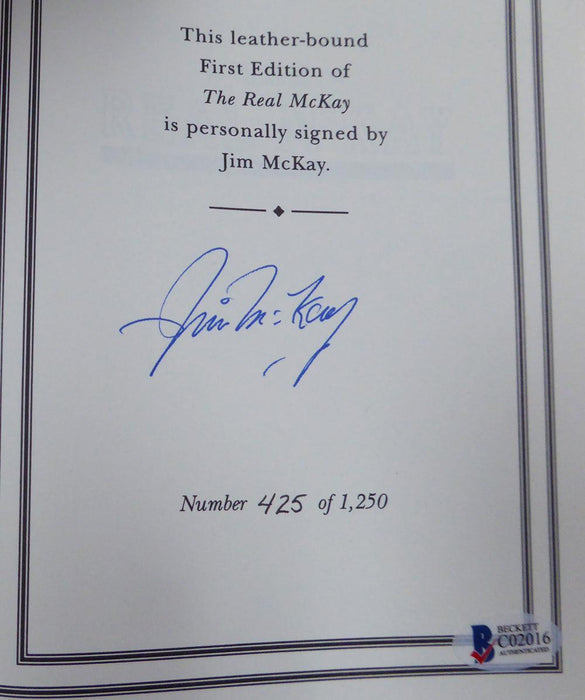 This leather-bound
First Edition of
The Real McKay
is personally signed by
Jim McKay.
Jim McKay
Number 425 of 1,250
BECKETT
C02016
AUTHENTICATED